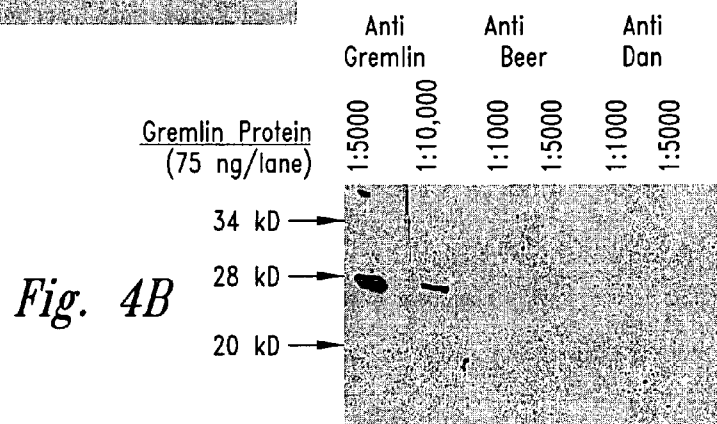 Anti Gremlin
Anti Beer
Anti Dan
Gremlin Protein
(75 ng/lane)
1:5000
1:10,000
1:1000
1:5000
1:1000
1:5000
34 kD
28 kD
20 kD
Fig. 4B